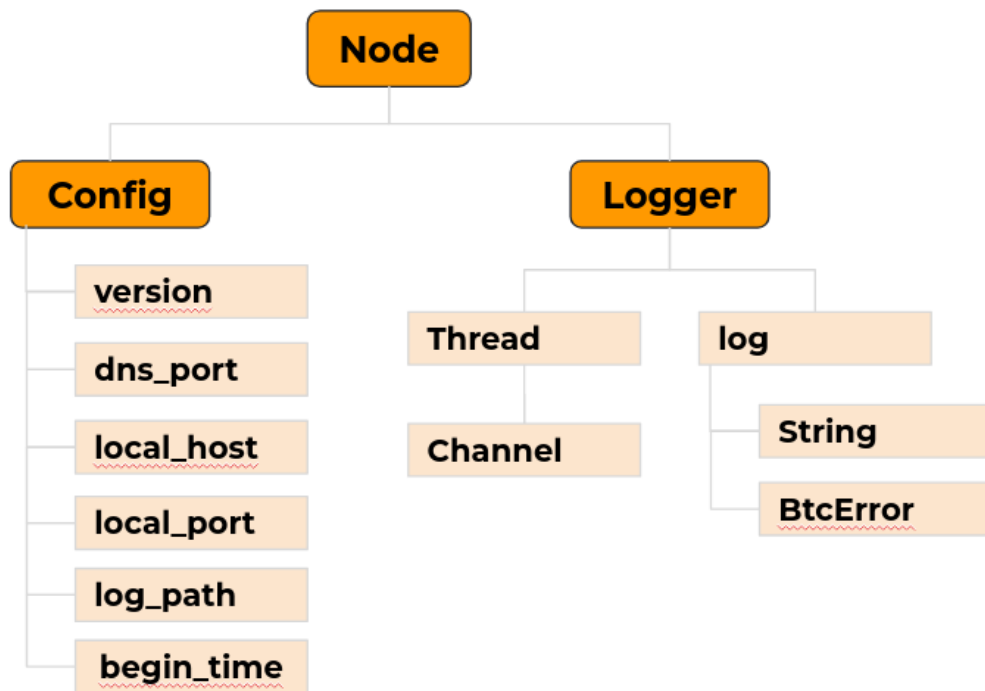 Node
Config
Logger
version
dns_port
local_host
local_port
log_path
begin_time
Thread
Channel
log
String
BtcError